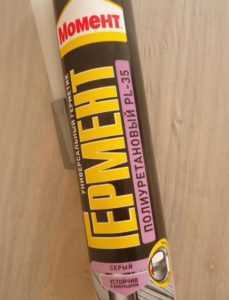 Момент
УНИВЕРСАЛЬНЫЙ ГЕРМЕТИК
ГЕРМЕНТ
ПОЛИУРЕТАНОВЫЙ PL-35
СЕРЫЙ
УСТОЙЧИВ